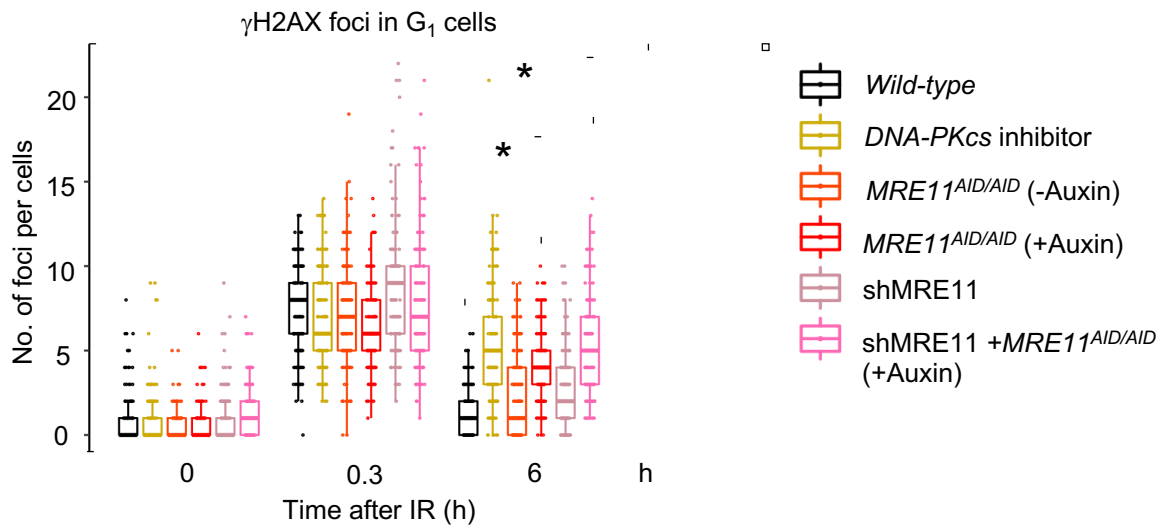 γH2AX foci in G1 cells
No. of foci per cells
20
15
10
5
0
*
*
0
0.3
6
h
Time after IR (h)
Wild-type
DNA-PKcs inhibitor
MRE11AID/AID (-Auxin)
MRE11AID/AID (+Auxin)
shMRE11
shMRE11 +MRE11AID/AID
(+Auxin)